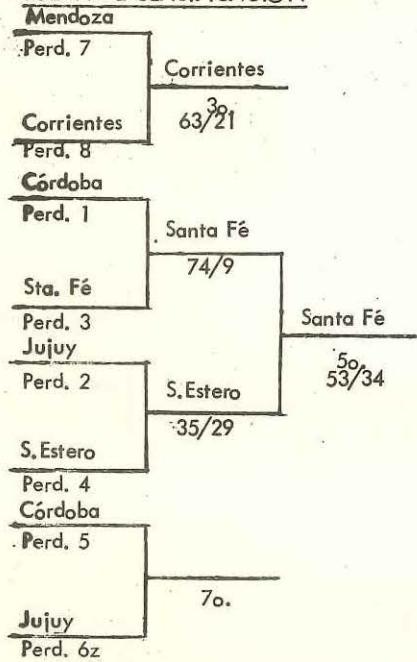 Mendoza
Perd. 7
Corrientes
3o.
63/21
Corrientes
Perd. 8
Córdoba
Perd. 1
Santa Fé
74/9
Sta. Fé
Perd. 3
Santa Fé
5o.
53/34
Jujuy
Perd. 2
S.Estero
35/29
S.Estero
Perd. 4
Córdoba
Perd. 5
7o.
Jujuy
Perd. 6z